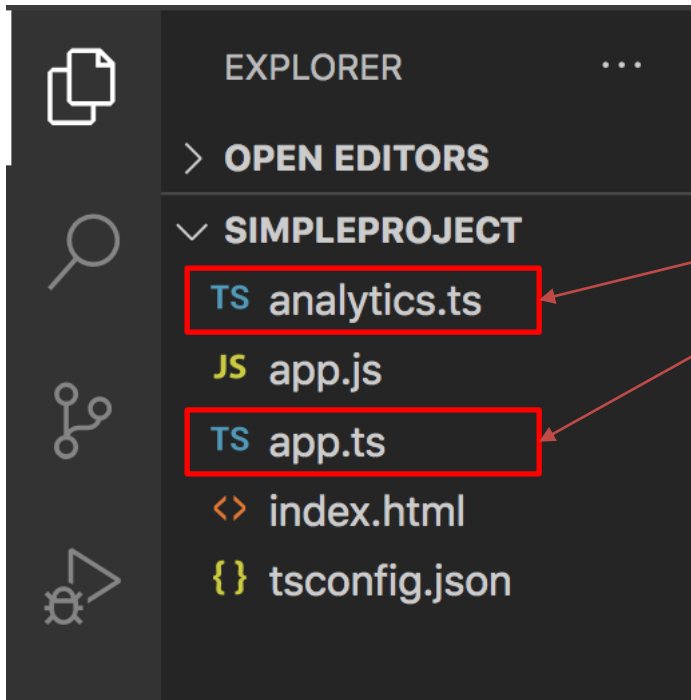 EXPLORER ...
OPEN EDITORS
SIMPLEPROJECT
TS analytics.ts
JS app.js
TS app.ts
<> index.html
{} tsconfig.json